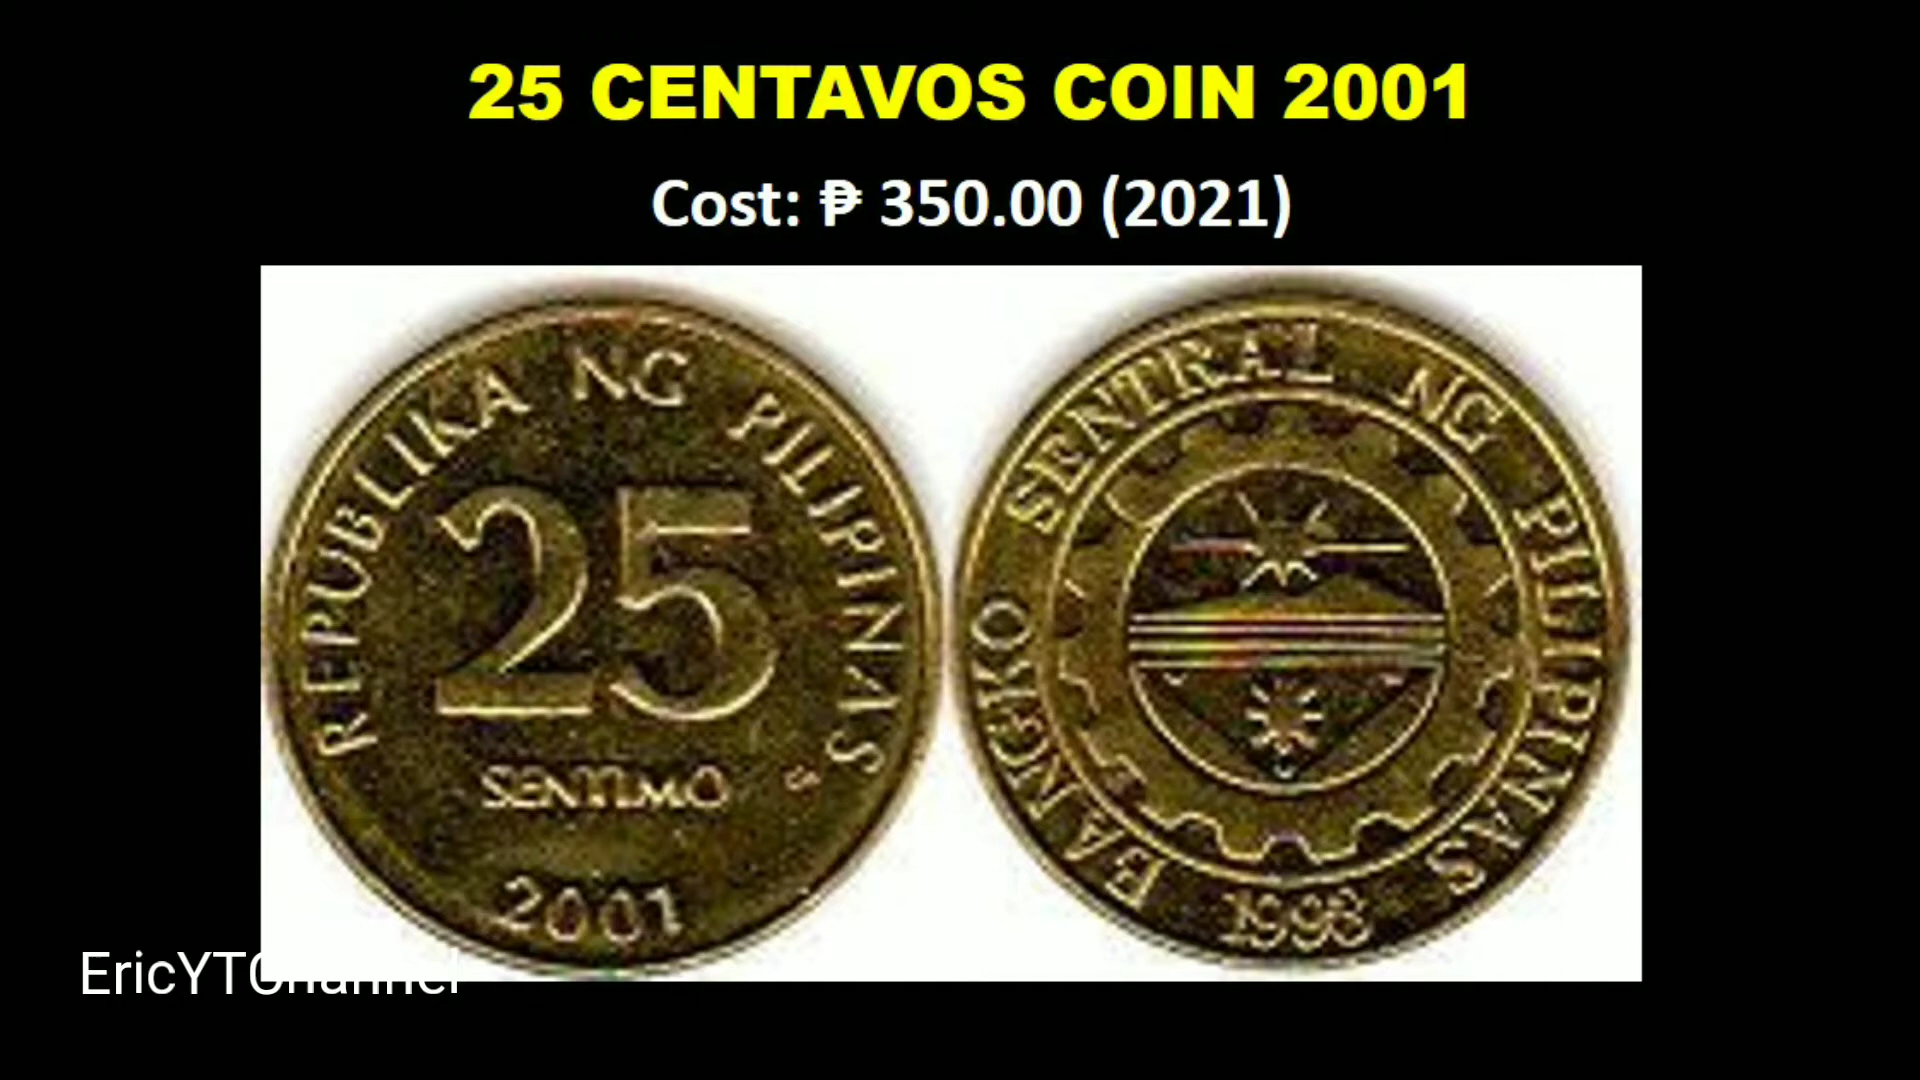 25 CENTAVOS COIN 2001
Cost: ₱ 350.00 (2021)
REPUBLIKA NG PILIPINAS
25
SENTIMO
2001
BANGKO SENTRAL NG PILIPINAS
1993
EricYTChannel